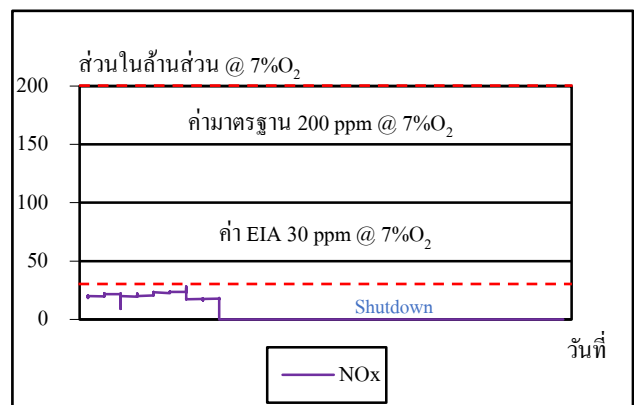 ส่วนในล้านส่วน @ 7%O₂
200
ค่ามาตรฐาน 200 ppm @ 7%O₂
150
100
ค่า EIA 30 ppm @ 7%O₂
50
Shutdown
0
วันที่
NOx